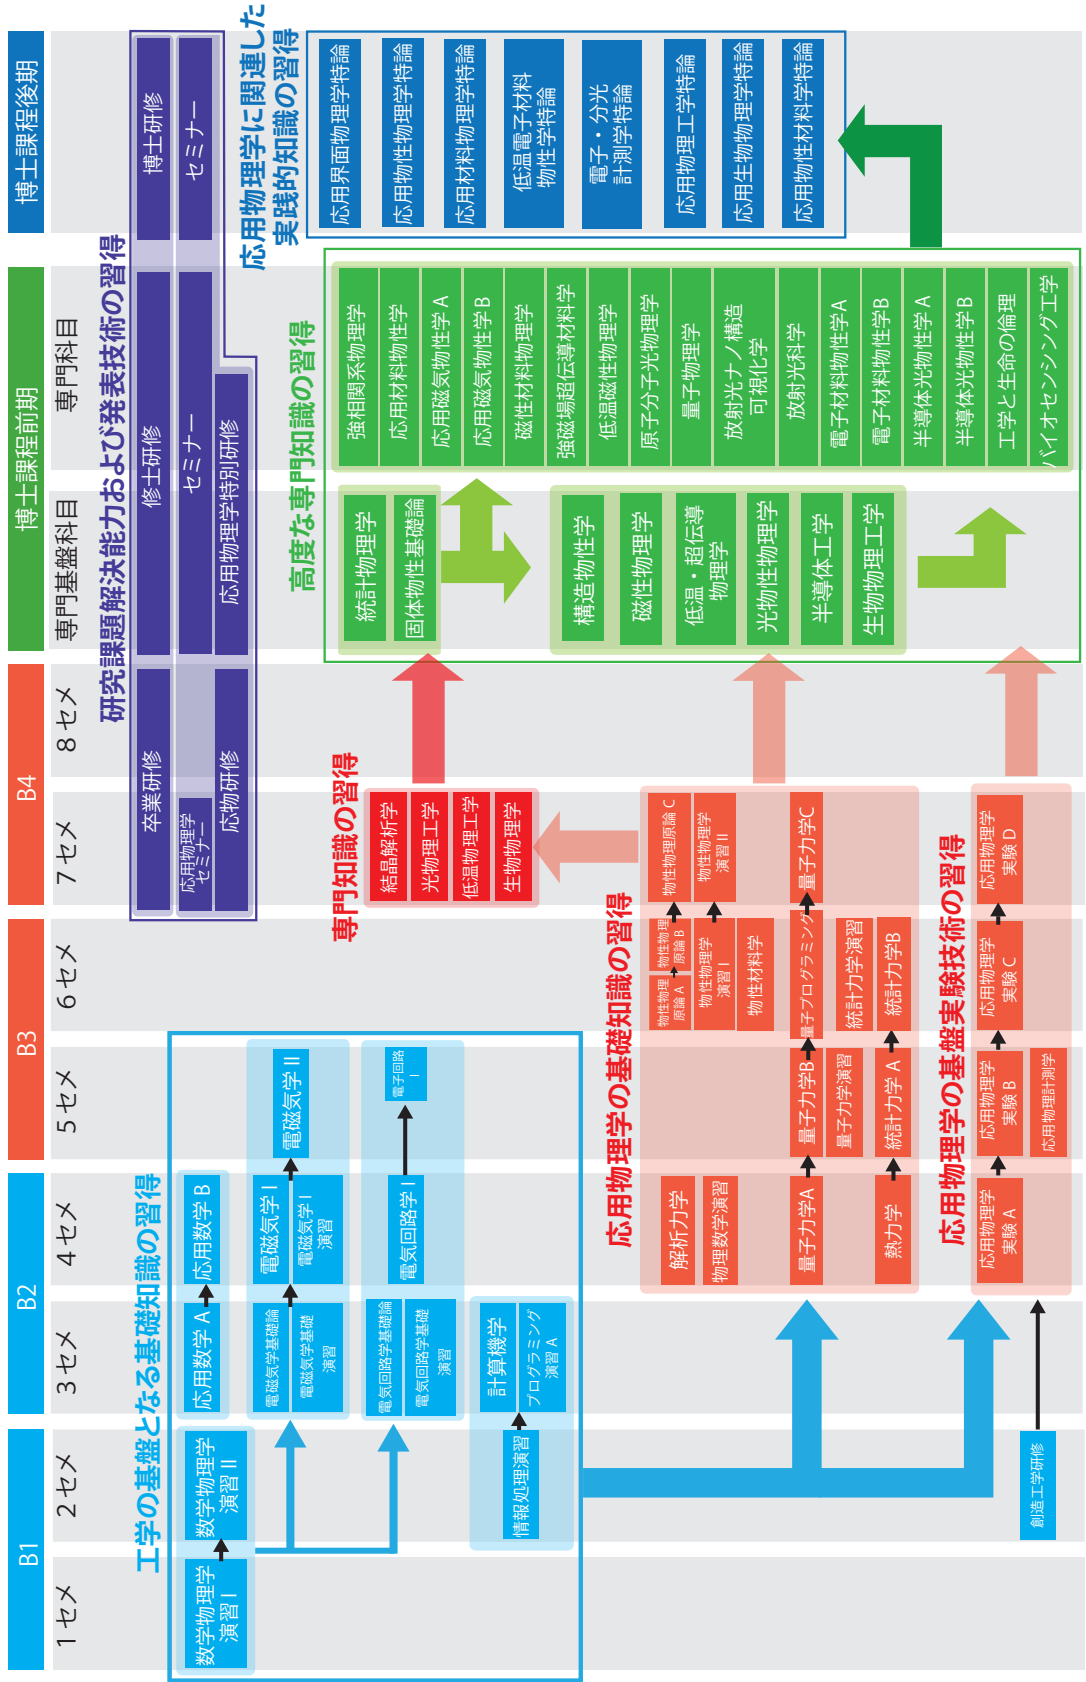 B1
B2
B3
B4
博士課程前期
博士課程後期
1セメ
2セメ
3セメ
4セメ
5セメ
6セメ
7セメ
8セメ
専門基盤科目
専門科目
研究課題解決能力および発表技術の習得
卒業研修
修士研修
博士研修
応用物理学
セミナー
セミナー
セミナー
応物研修
応用物理学特別研修
工学の基盤となる基礎知識の習得
数学物理学
演習 I
数学物理学
演習 II
応用数学 A
応用数学 B
電磁気学基礎論
電磁気学基礎
演習
電磁気学 I
電磁気学 I
演習
電磁気学 II
電気回路学基礎論
電気回路学基礎
演習
電気回路学 I
電子回路
I
情報処理演習
計算機学
プログラミング
演習 A
創造工学研修
専門知識の習得
結晶解析学
光物理工学
低温物理工学
生物物理学
応用物理学の基礎知識の習得
解析力学
物理数学演習
量子力学A
熱力学
量子力学B
量子力学演習
統計力学 A
物性物理
原論 A
物性物理
原論 B
物性物理学
演習 I
物性材料学
量子プログラミング
統計力学演習
統計力学B
物性物理原論 C
物性物理学
演習 II
量子力学C
応用物理学の基盤実験技術の習得
応用物理学
実験 A
応用物理学
実験 B
応用物理計測学
応用物理学
実験 C
応用物理学
実験 D
高度な専門知識の習得
統計物理学
固体物性基礎論
構造物性学
磁性物理学
低温・超伝導
物理学
光物性物理学
半導体工学
生物物理工学
強相関系物理学
応用材料物性学
応用磁気物性学 A
応用磁気物性学 B
磁性材料物理学
強磁場超伝導材料学
低温磁性物理学
原子分子光物理学
量子物理学
放射光ナノ構造
可視化学
放射光科学
電子材料物性学A
電子材料物性学B
半導体光物性学 A
半導体光物性学 B
工学と生命の倫理
バイオセンシング工学
応用物理学に関連した
実践的知識の習得
応用界面物理学特論
応用物性物理学特論
応用材料物理学特論
低温電子材料
物性学特論
電子・分光
計測学特論
応用物理工学特論
応用生物物理学特論
応用物性材料学特論